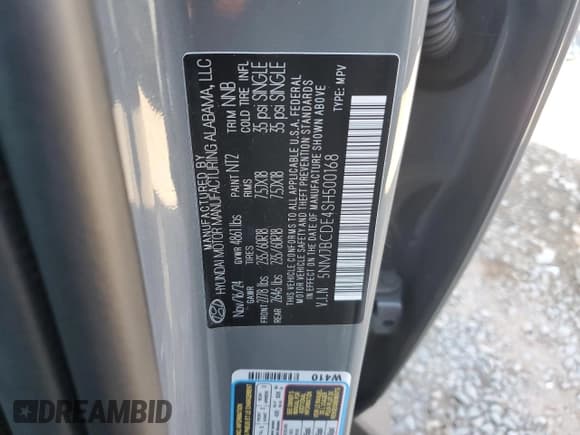 MANUFACTURED BY
HYUNDAI MOTOR MANUFACTURING ALABAMA, LLC
Nov/16/24 GVWR 4861 lbs PAINT NT2 TRIM NNB
GAWR TIRES RIMS COLD TIRE INFL
FRONT 2778 lbs 235/60R18 7.5JX18 35 psi SINGLE
REAR 2646 lbs 235/60R18 7.5JX18 35 psi SINGLE
THIS VEHICLE CONFORMS TO ALL APPLICABLE U.S.A. FEDERAL
MOTOR VEHICLE SAFETY AND THEFT PREVENTION STANDARDS
IN EFFECT ON THE DATE OF MANUFACTURE SHOWN ABOVE
V.I.N 5NMJBCDE4SH500168 TYPE: MPV
W410
DREAMBID